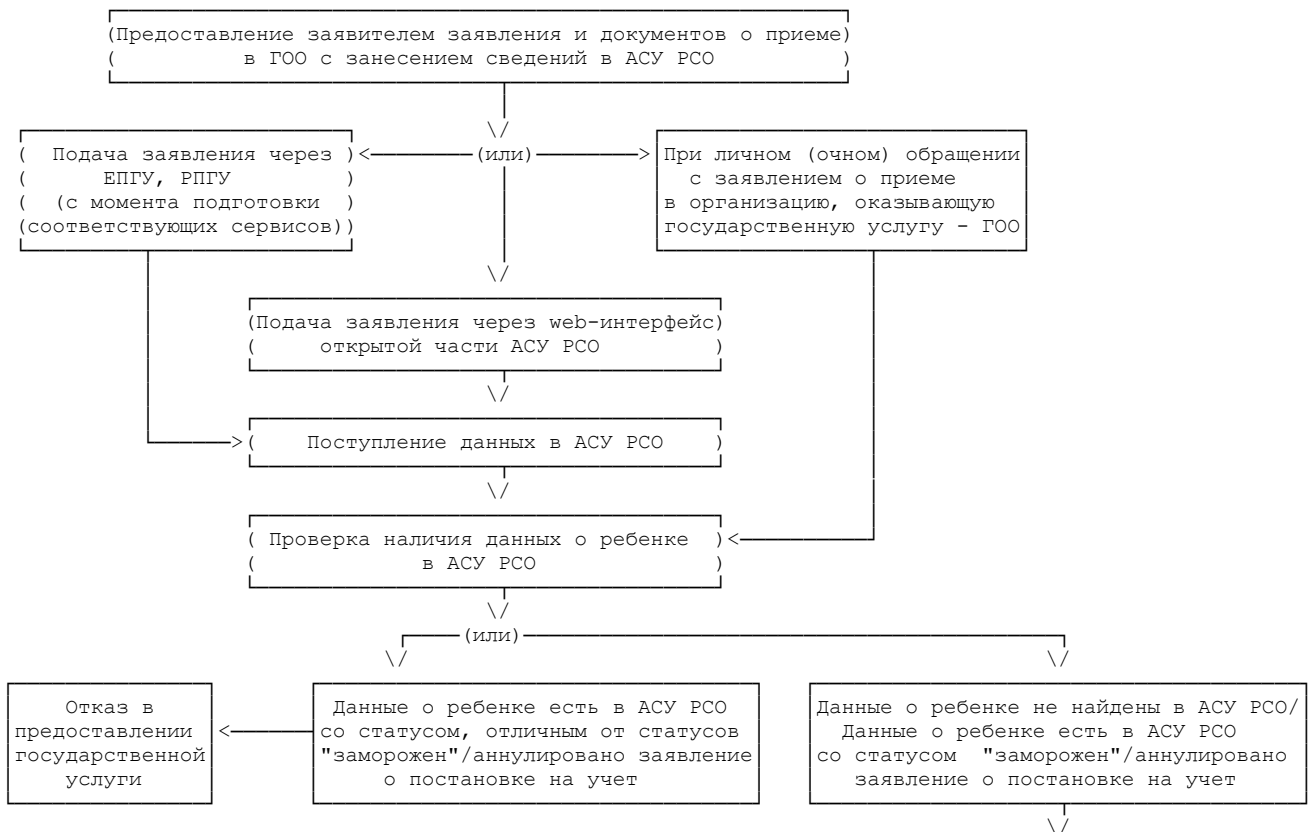 (Предоставление заявителем заявления и документов о приеме)
( в ГОО с занесением сведений в АСУ РСО )
( Подача заявления через )<
(или)
>
( ЕПГУ, РПГУ )
( (с момента подготовки )
(соответствующих сервисов))
При личном (очном) обращении
с заявлением о приеме
в организацию, оказывающую
государственную услугу - ГОО
(Подача заявления через web-интерфейс)
( открытой части АСУ РСО )
>( Поступление данных в АСУ РСО )
( Проверка наличия данных о ребенке )<
( в АСУ РСО )
(или)
Отказ в
предоставлении
государственной
услуги
<
Данные о ребенке есть в АСУ РСО
со статусом, отличным от статусов
"заморожен"/аннулировано заявление
о постановке на учет
Данные о ребенке не найдены в АСУ РСО/
Данные о ребенке есть в АСУ РСО
со статусом "заморожен"/аннулировано
заявление о постановке на учет